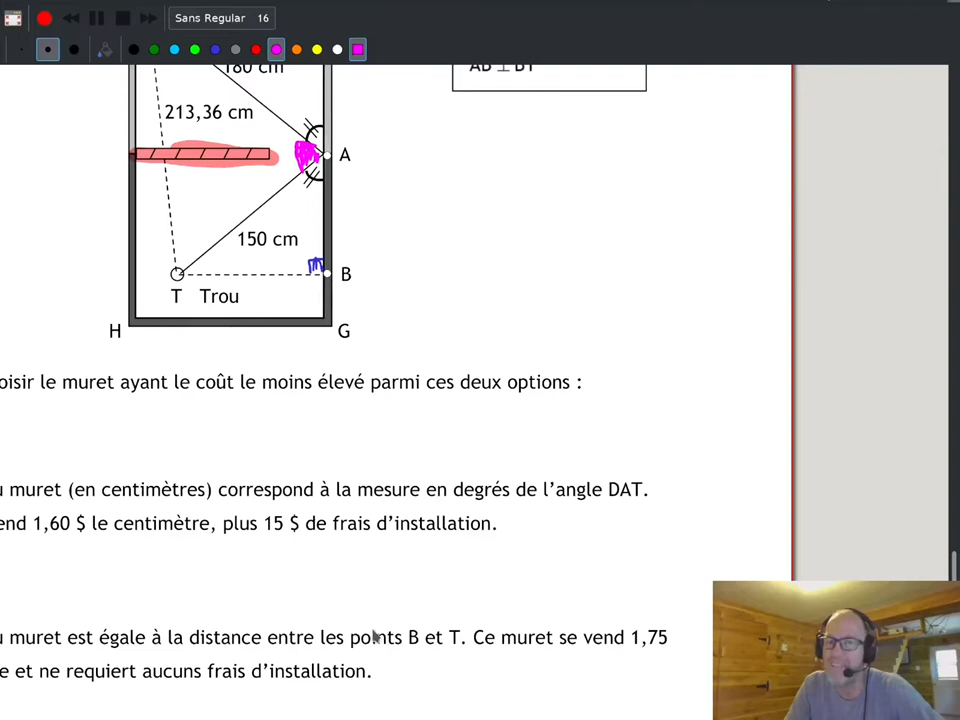 Sans Regular 16
180 cm
AB ⊥ BT
213,36 cm
A
150 cm
B
T Trou
H G
oisir le muret ayant le coût le moins élevé parmi ces deux options :
u muret (en centimètres) correspond à la mesure en degrés de l’angle DAT.
end 1,60 $ le centimètre, plus 15 $ de frais d’installation.
u muret est égale à la distance entre les points B et T. Ce muret se vend 1,75
e et ne requiert aucuns frais d’installation.